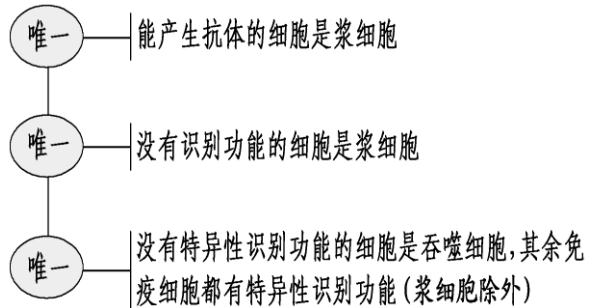 唯一 能产生抗体的细胞是浆细胞
唯一 没有识别功能的细胞是浆细胞
唯一 没有特异性识别功能的细胞是吞噬细胞,其余免
疫细胞都有特异性识别功能(浆细胞除外)